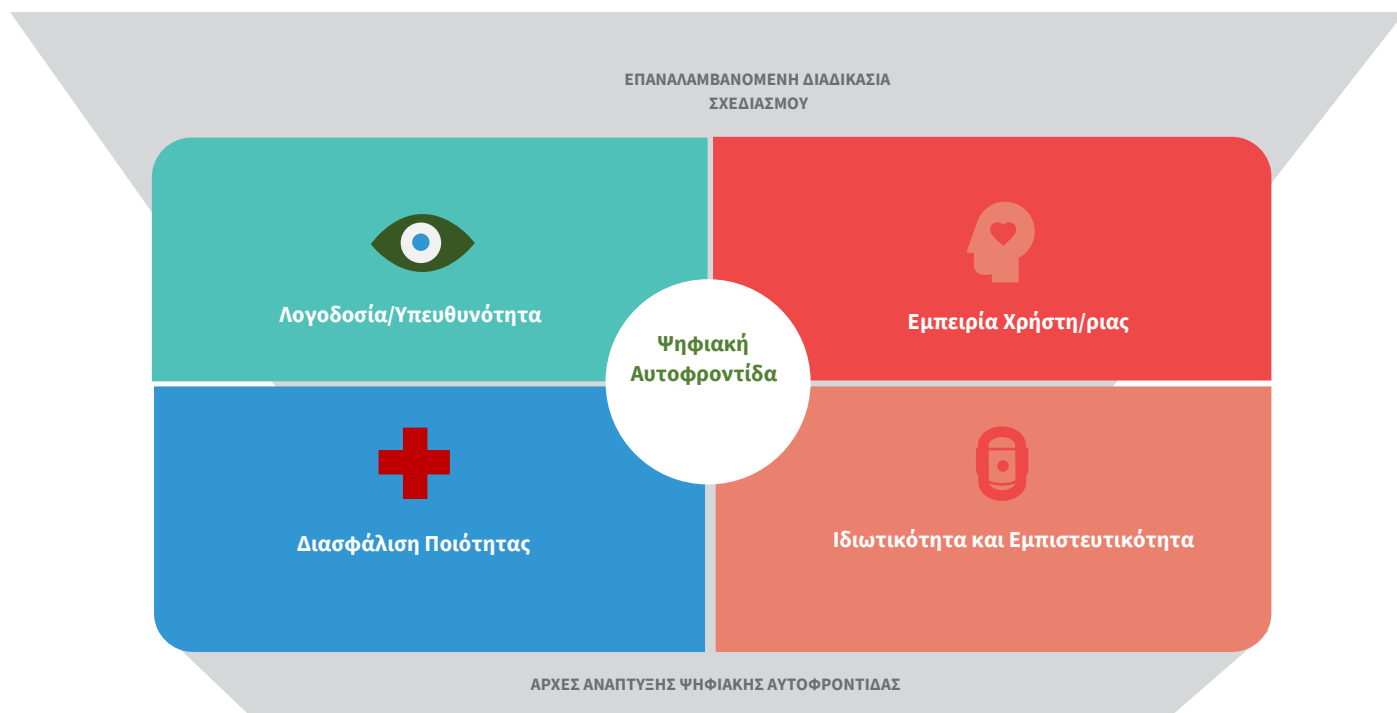 ΕΠΑΝΑΛΑΜΒΑΝΟΜΕΝΗ ΔΙΑΔΙΚΑΣΙΑ
ΣΧΕΔΙΑΣΜΟΥ
Λογοδοσία/Υπευθυνότητα
Εμπειρία Χρήστη/ριας
Ψηφιακή
Αυτοφροντίδα
Διασφάλιση Ποιότητας
Ιδιωτικότητα και Εμπιστευτικότητα
ΑΡΧΕΣ ΑΝΑΠΤΥΞΗΣ ΨΗΦΙΑΚΗΣ ΑΥΤΟΦΡΟΝΤΙΔΑΣ